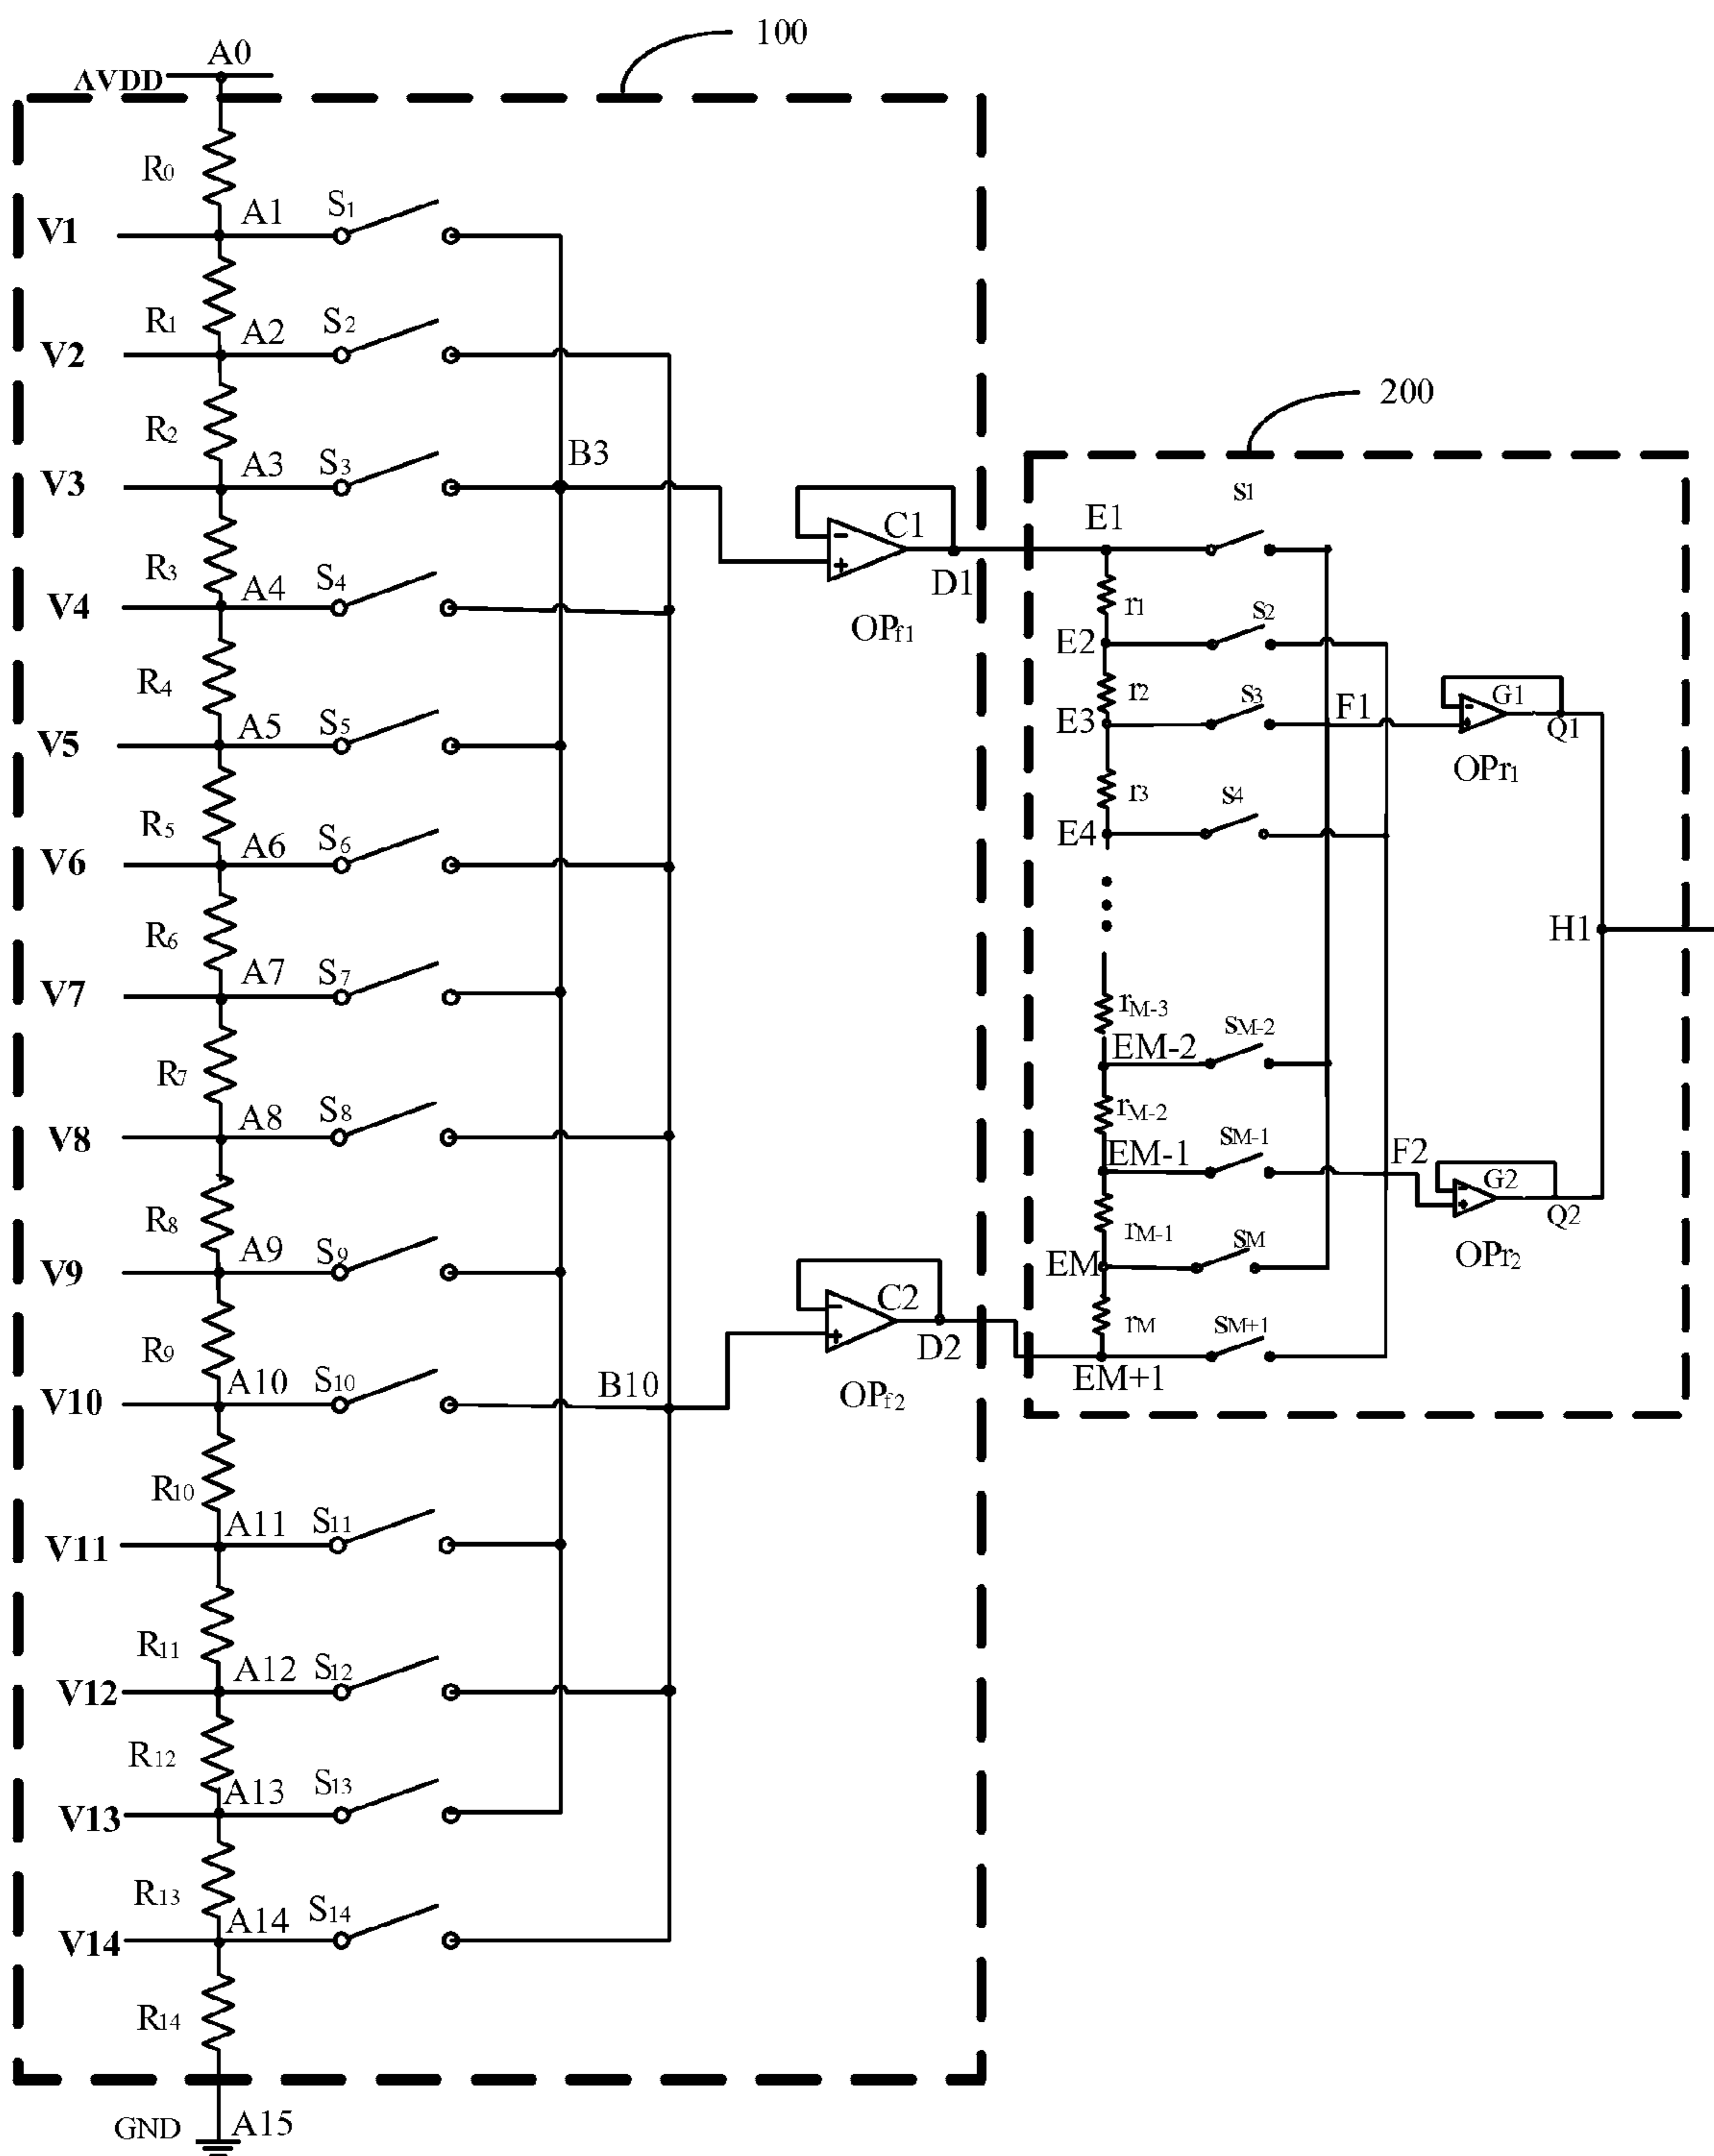 100
A0
AVDD
R0
V1 A1 S1
R1
V2 A2 S2
R2
V3 A3 S3 B3
R3
V4 A4 S4
R4
V5 A5 S5
R5
V6 A6 S6
R6
V7 A7 S7
R7
V8 A8 S8
R8
V9 A9 S9
R9
V10 A10 S10 B10
R10
V11 A11 S11
R11
V12 A12 S12
R12
V13 A13 S13
R13
V14 A14 S14
R14
GND A15
- C1
+
D1
OPf1
- C2
+
D2
OPf2
200
E1 s1
r1
E2 s2
r2
E3 s3 F1
r3
E4 s4
rM-3
EM-2 sM-2
rM-2
EM-1 sM-1 F2
rM-1
EM sM
rM
EM+1 sM+1
- G1
+
Q1
OPr1
H1
- G2
+
Q2
OPr2